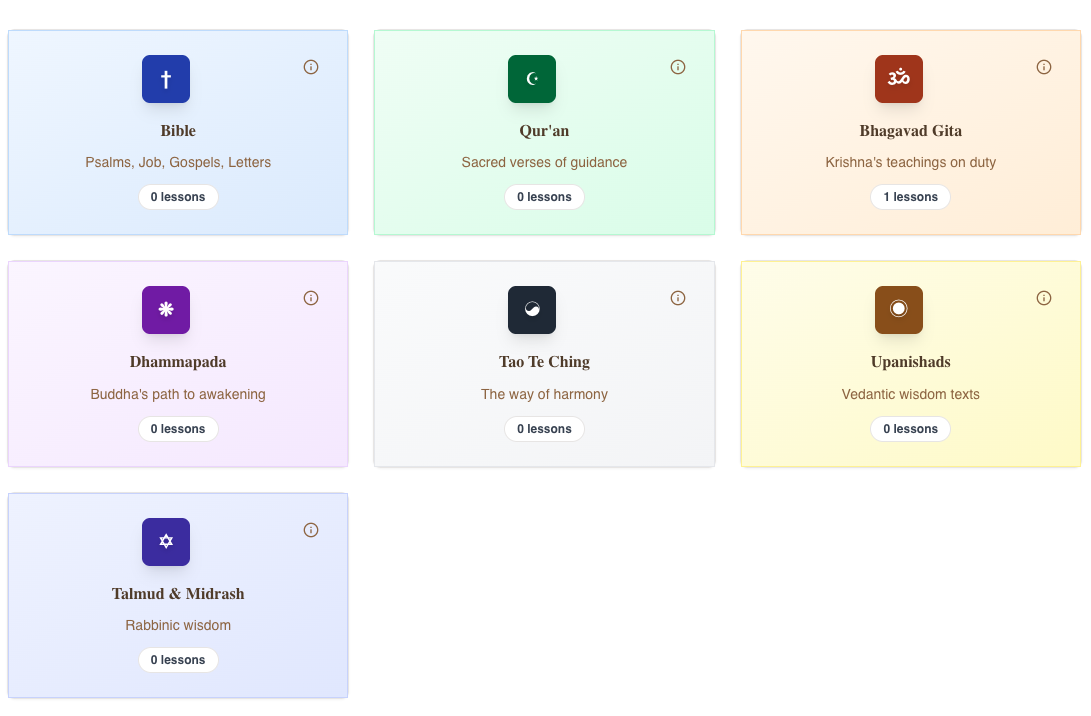 Bible
Psalms, Job, Gospels, Letters
0 lessons
Qur'an
Sacred verses of guidance
0 lessons
ॐ
Bhagavad Gita
Krishna's teachings on duty
1 lessons
Dhammapada
Buddha's path to awakening
0 lessons
Tao Te Ching
The way of harmony
0 lessons
Upanishads
Vedantic wisdom texts
0 lessons
Talmud & Midrash
Rabbinic wisdom
0 lessons